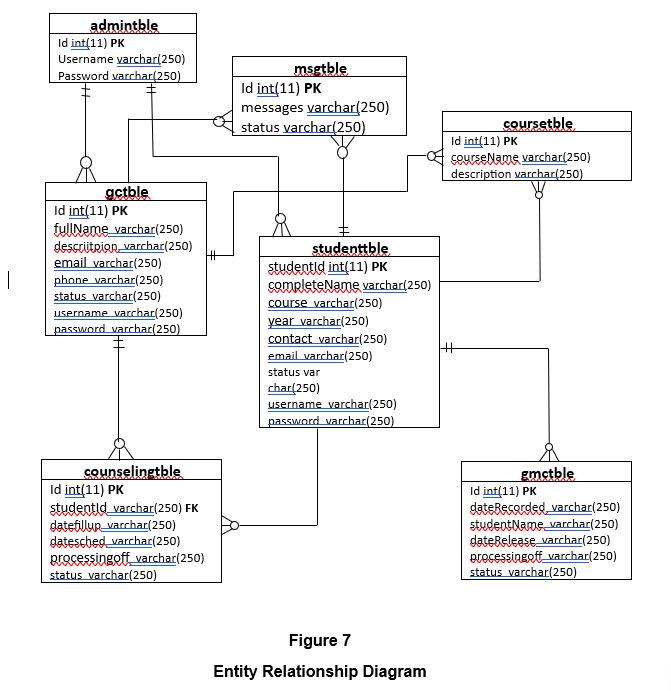 admintble
Id int(11) PK
Username varchar(250)
Password varchar(250)
msgtble
Id int(11) PK
messages varchar(250)
status varchar(250)
coursetble
Id int(11) PK
courseName varchar(250)
description varchar(250)
gctble
Id int(11) PK
fullName varchar(250)
descriitpion varchar(250)
email varchar(250)
phone varchar(250)
status varchar(250)
username varchar(250)
password varchar(250)
studenttble
studentId int(11) PK
completeName varchar(250)
course varchar(250)
year varchar(250)
contact varchar(250)
email varchar(250)
status var
char(250)
username varchar(250)
password varchar(250)
counselingtble
Id int(11) PK
studentId varchar(250) FK
datefillup varchar(250)
datesched varchar(250)
processingoff varchar(250)
status varchar(250)
gmctble
Id int(11) PK
dateRecorded varchar(250)
studentName varchar(250)
dateRelease varchar(250)
processingoff varchar(250)
status varchar(250)
Figure 7
Entity Relationship Diagram